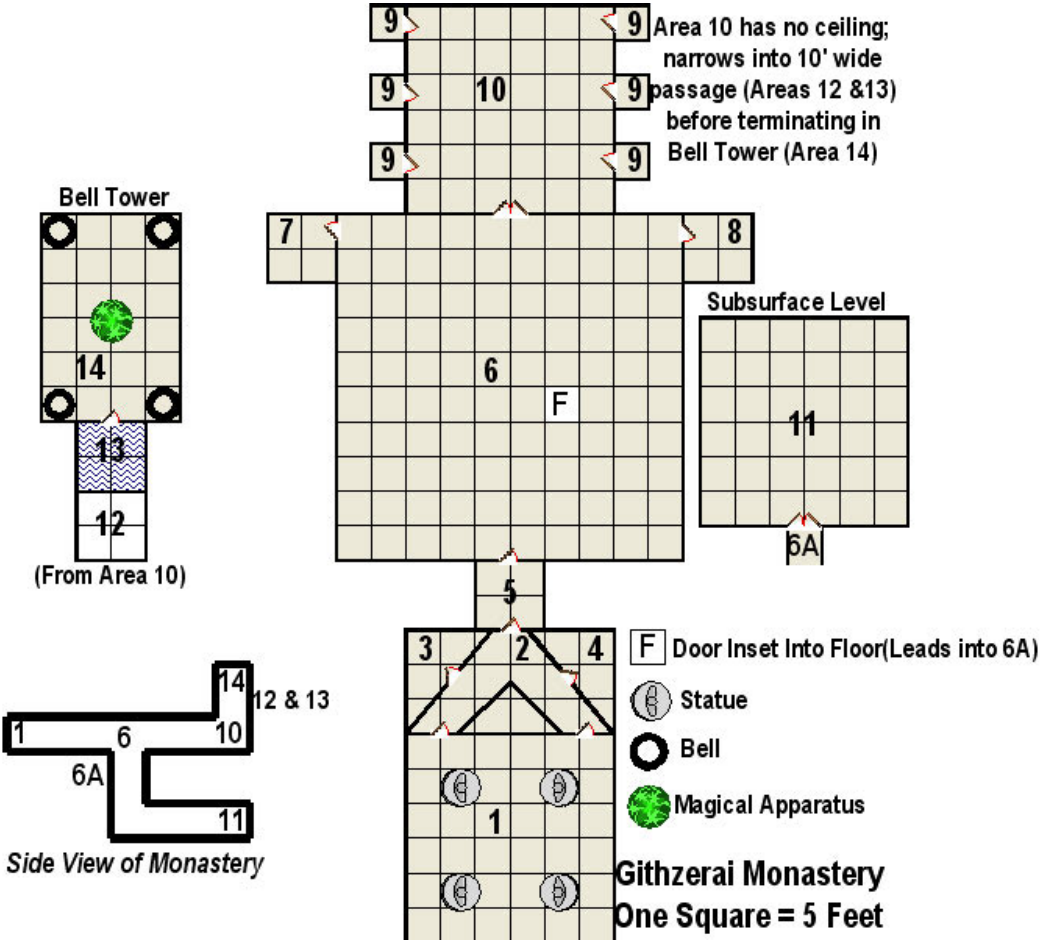 9
9
Area 10 has no ceiling;
narrows into 10' wide
9
10
9
passage (Areas 12 &13)
before terminating in
9
9
Bell Tower (Area 14)
Bell Tower
7
8
Subsurface Level
14
6
F
11
13
12
6A
(From Area 10)
5
3
2
4
F
Door Inset Into Floor(Leads into 6A)
Statue
Bell
Magical Apparatus
14
12 & 13
1
6
10
6A
11
Side View of Monastery
1
Githzerai Monastery
One Square = 5 Feet